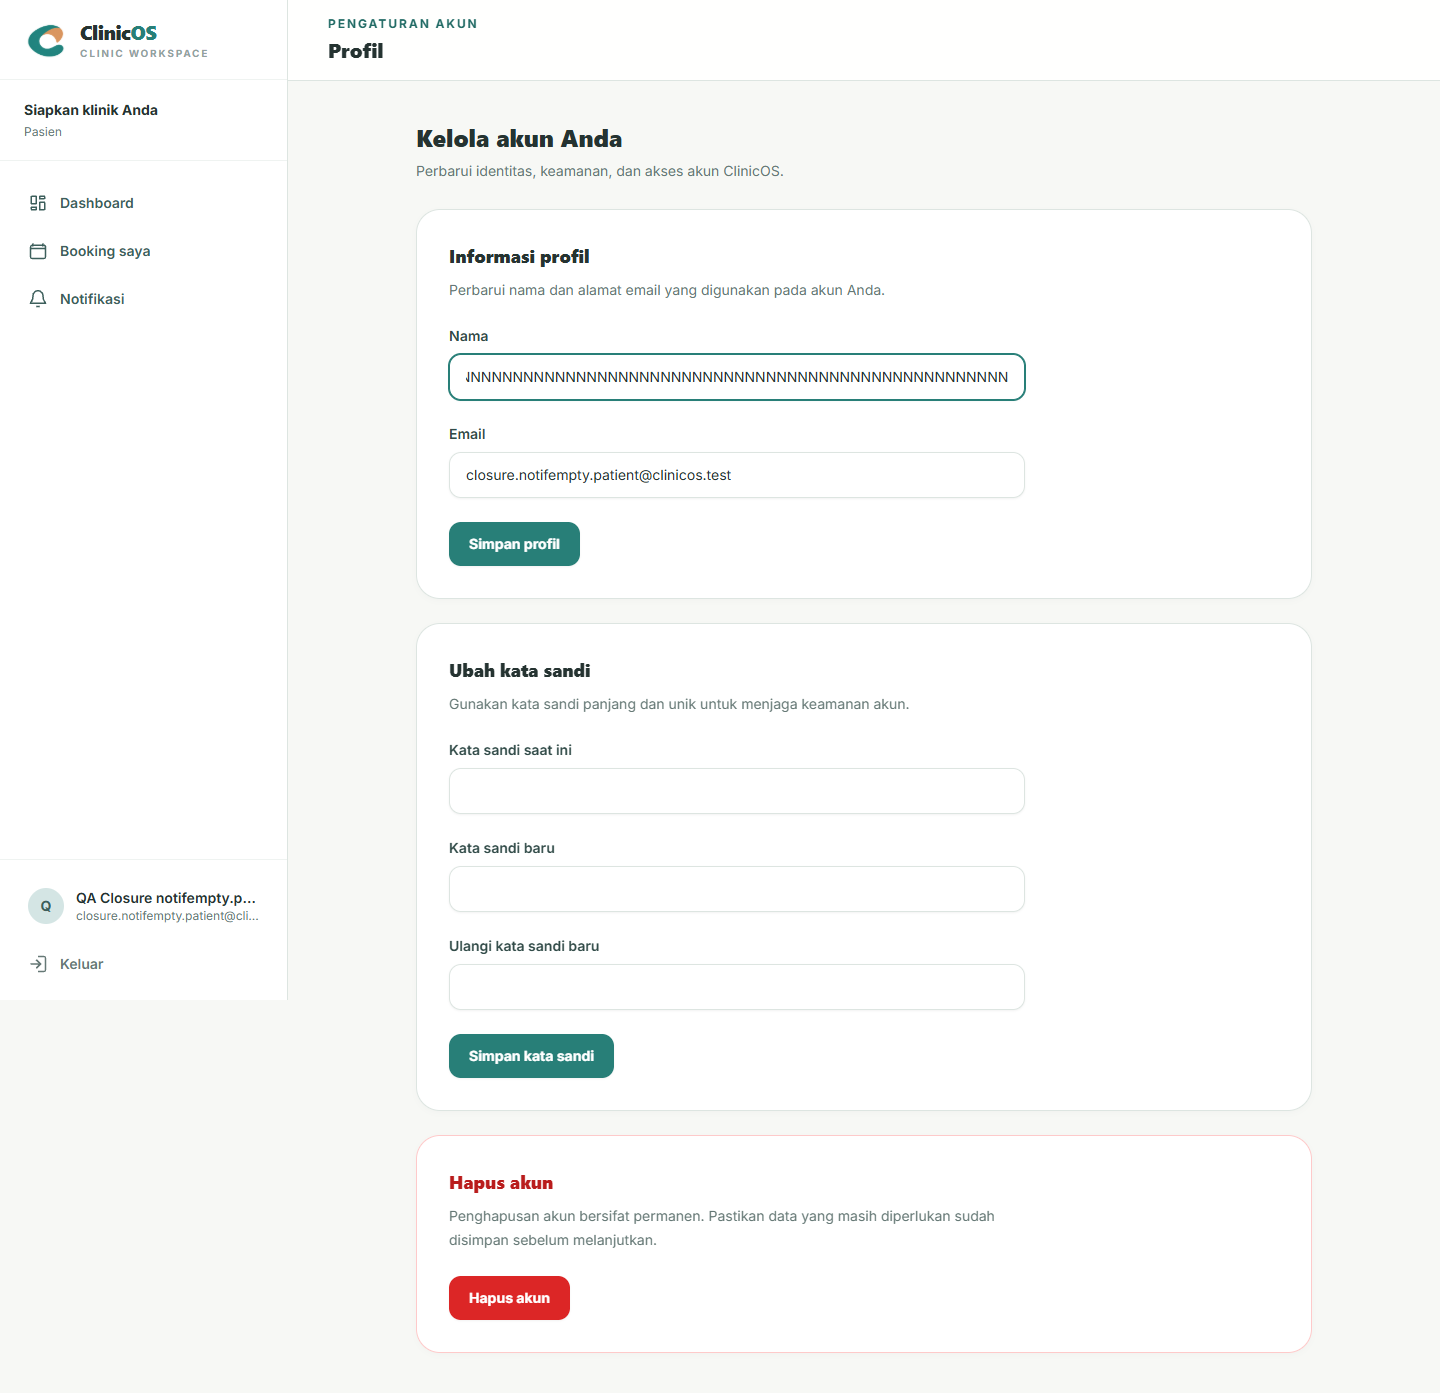 ClinicOS
CLINIC WORKSPACE
Siapkan klinik Anda
Pasien
Dashboard
Booking saya
Notifikasi
QA Closure notifempty.p...
closure.notifempty.patient@cli...
Keluar
PENGATURAN AKUN
Profil
Kelola akun Anda
Perbarui identitas, keamanan, dan akses akun ClinicOS.
Informasi profil
Perbarui nama dan alamat email yang digunakan pada akun Anda.
Nama
NNNNNNNNNNNNNNNNNNNNNNNNNNNNNNNNNNNNNNNNNNNNNNNNNNNN
Email
closure.notifempty.patient@clinicos.test
Simpan profil
Ubah kata sandi
Gunakan kata sandi panjang dan unik untuk menjaga keamanan akun.
Kata sandi saat ini
Kata sandi baru
Ulangi kata sandi baru
Simpan kata sandi
Hapus akun
Penghapusan akun bersifat permanen. Pastikan data yang masih diperlukan sudah
disimpan sebelum melanjutkan.
Hapus akun